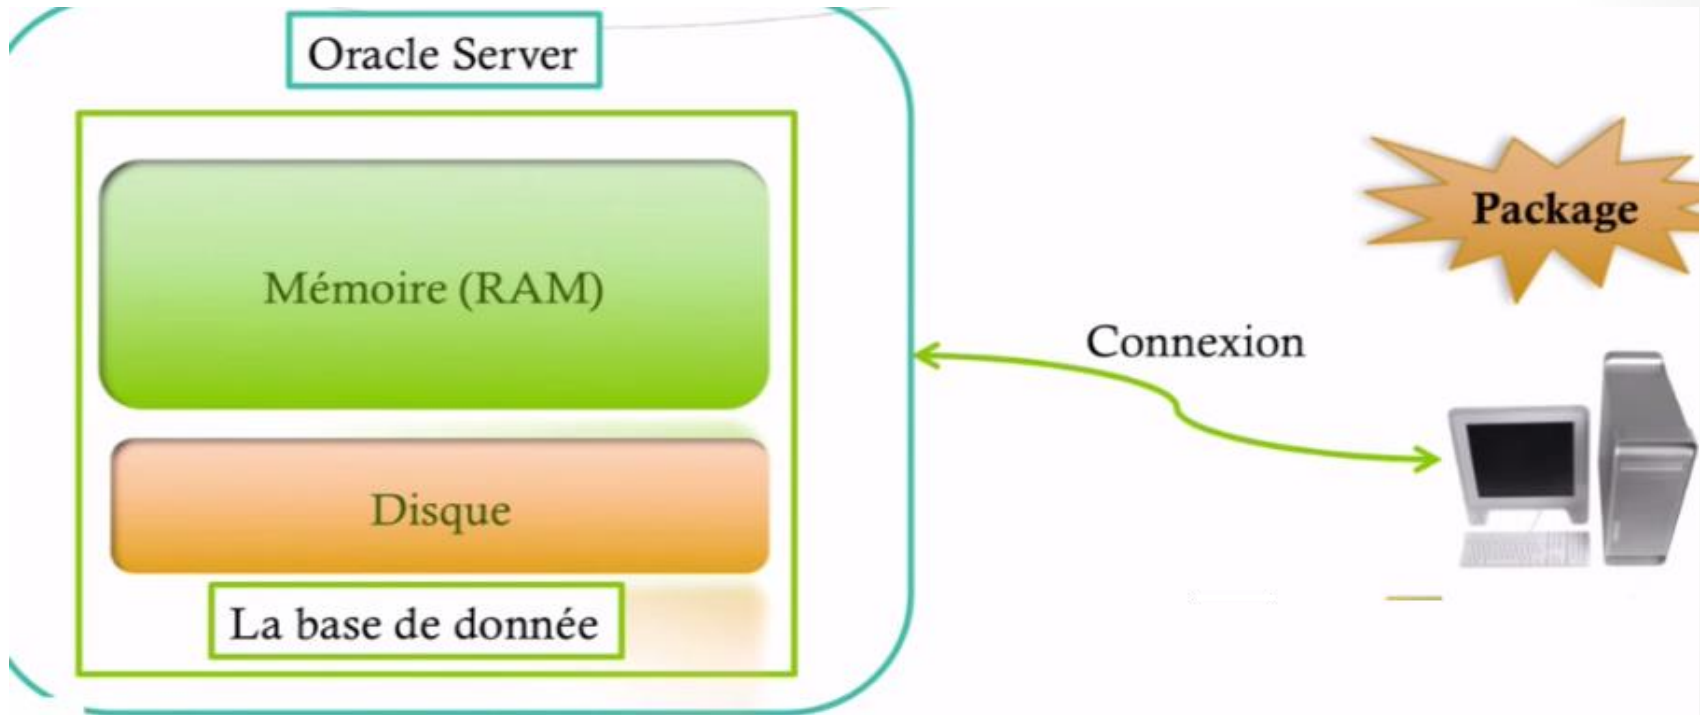 Oracle Server
Mémoire (RAM)
Disque
La base de donnée
Connexion
Package